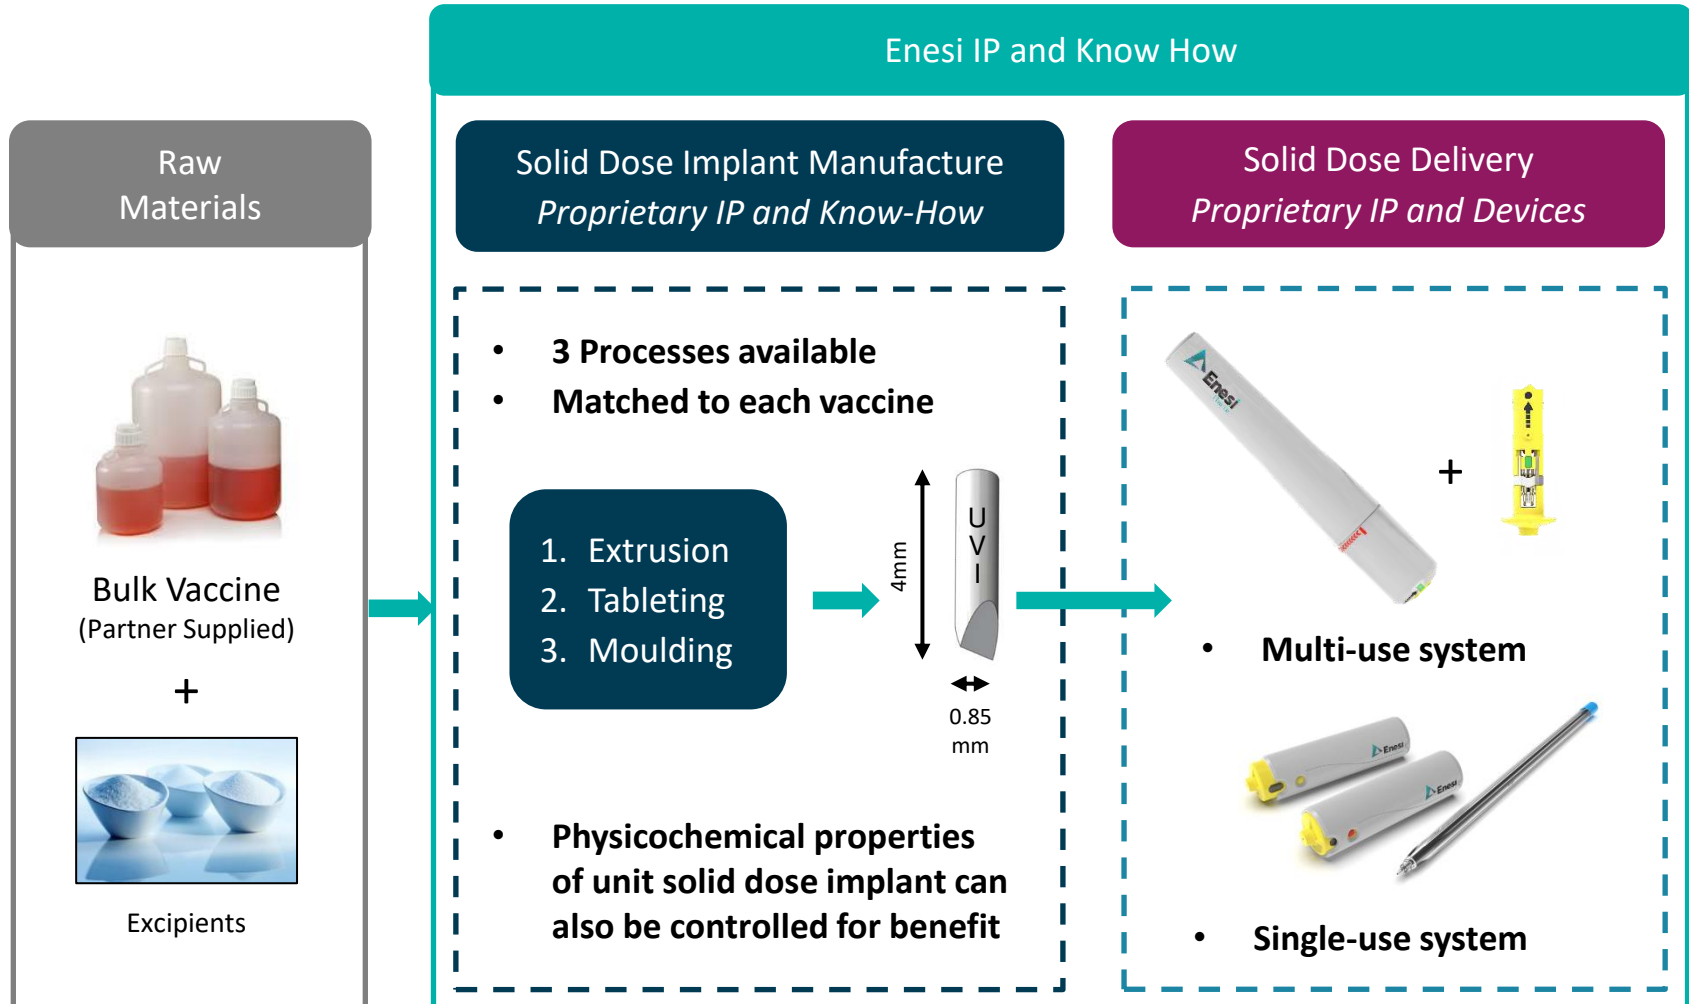 Enesi IP and Know How
Raw
Materials
Solid Dose Implant Manufacture
Proprietary IP and Know-How
Solid Dose Delivery
Proprietary IP and Devices
Bulk Vaccine
(Partner Supplied)
+
Excipients
• 3 Processes available
• Matched to each vaccine
1. Extrusion
2. Tableting
3. Moulding
4mm
UVI
0.85
mm
• Physicochemical properties
of unit solid dose implant can
also be controlled for benefit
Enesi
+
• Multi-use system
Enesi
Enesi
• Single-use system